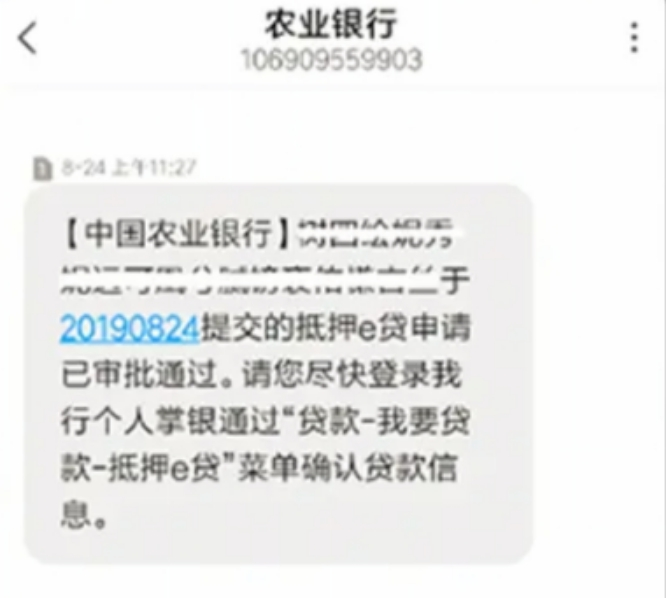 农业银行
106909559903
8-24 上午11:27
【中国农业银行】
于
20190824提交的抵押e贷申请
已审批通过。请您尽快登录我
行个人掌银通过“贷款-我要贷
款-抵押e贷”菜单确认贷款信
息。